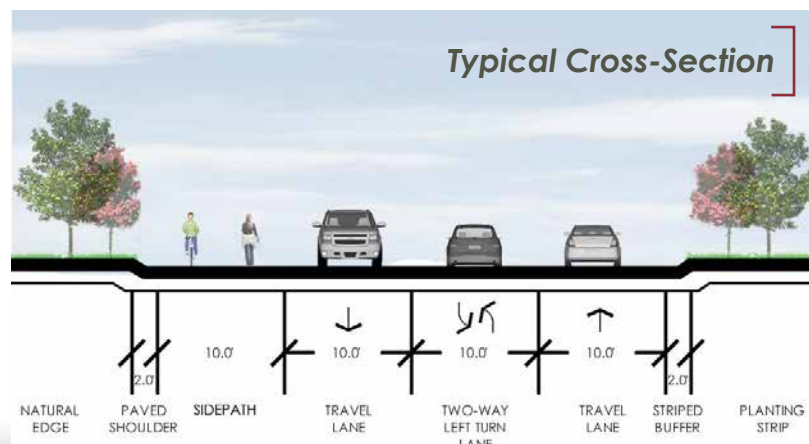 Typical Cross-Section
10.0' 10.0' 10.0' 10.0'
2.0' 2.0'
NATURAL EDGE
PAVED SHOULDER
SIDEPATH
TRAVEL LANE
TWO-WAY LEFT TURN LANE
TRAVEL LANE
STRIPED BUFFER
PLANTING STRIP